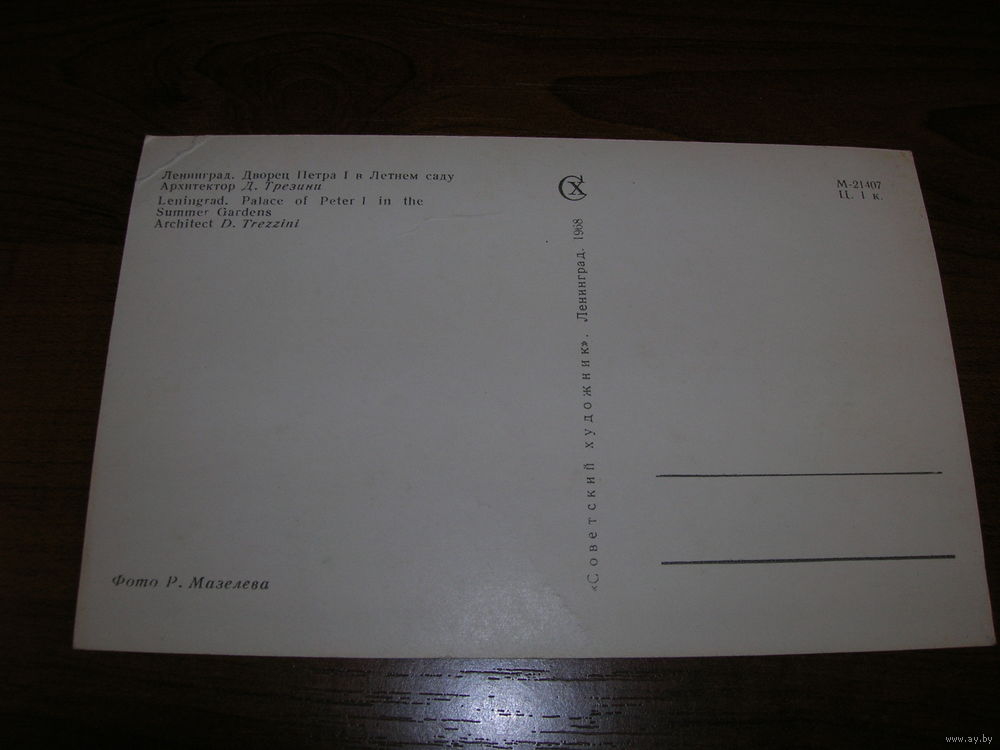 Ленинград. Дворец Петра I в Летнем саду
Архитектор Д. Трезини
Leningrad. Palace of Peter I in the
Summer Gardens
Architect D. Trezzini
Фото Р. Мазелева
СХ
«Советский художник». Ленинград. 1968
М-21407
Ц. 1 к.
www.ay.by